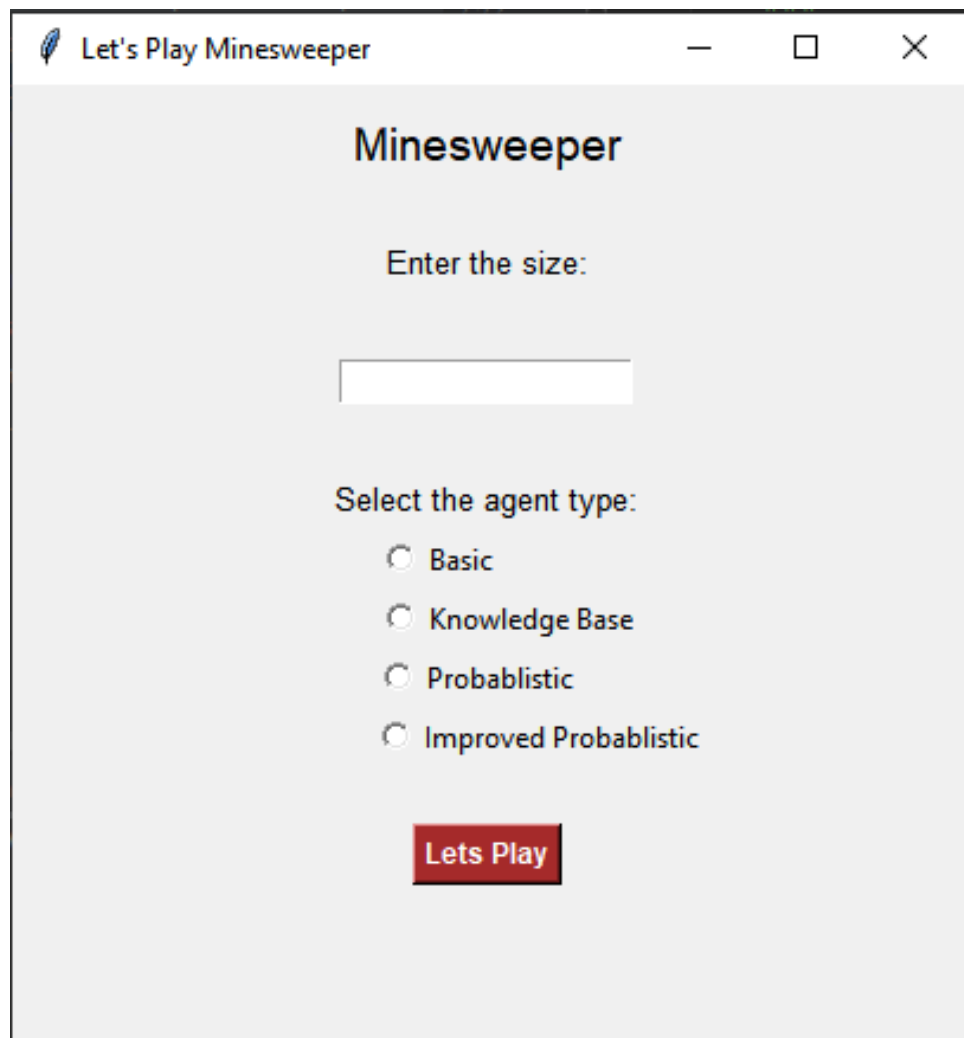 Let's Play Minesweeper
Minesweeper
Enter the size:
Select the agent type:
Basic
Knowledge Base
Probablistic
Improved Probablistic
Lets Play